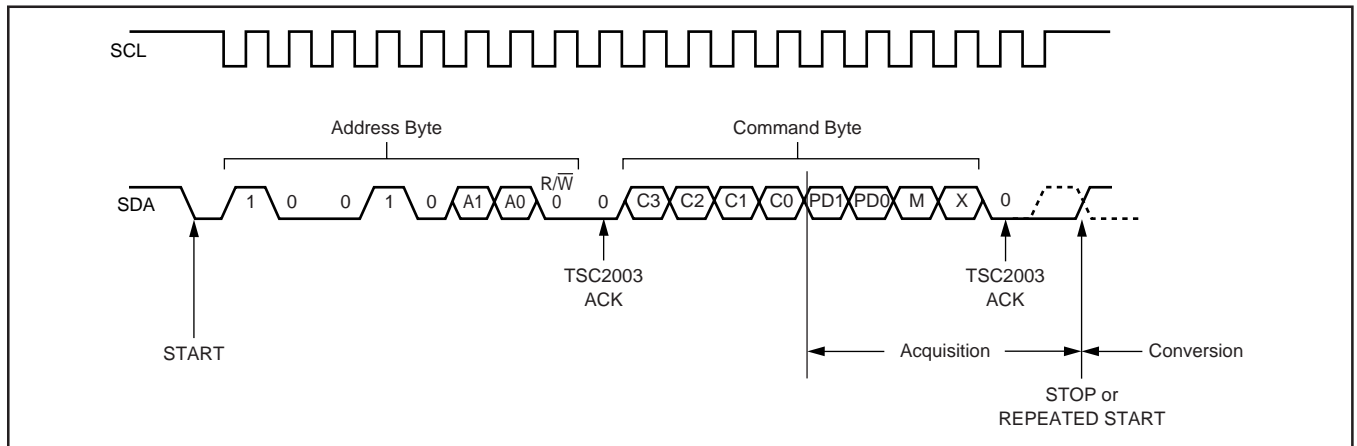 SCL
Address Byte
Command Byte
SDA
1 0 0 1 0 A1 A0 R/W̅ 0 0 C3 C2 C1 C0 PD1 PD0 M X 0
TSC2003
ACK
TSC2003
ACK
START
Acquisition
Conversion
STOP or
REPEATED START